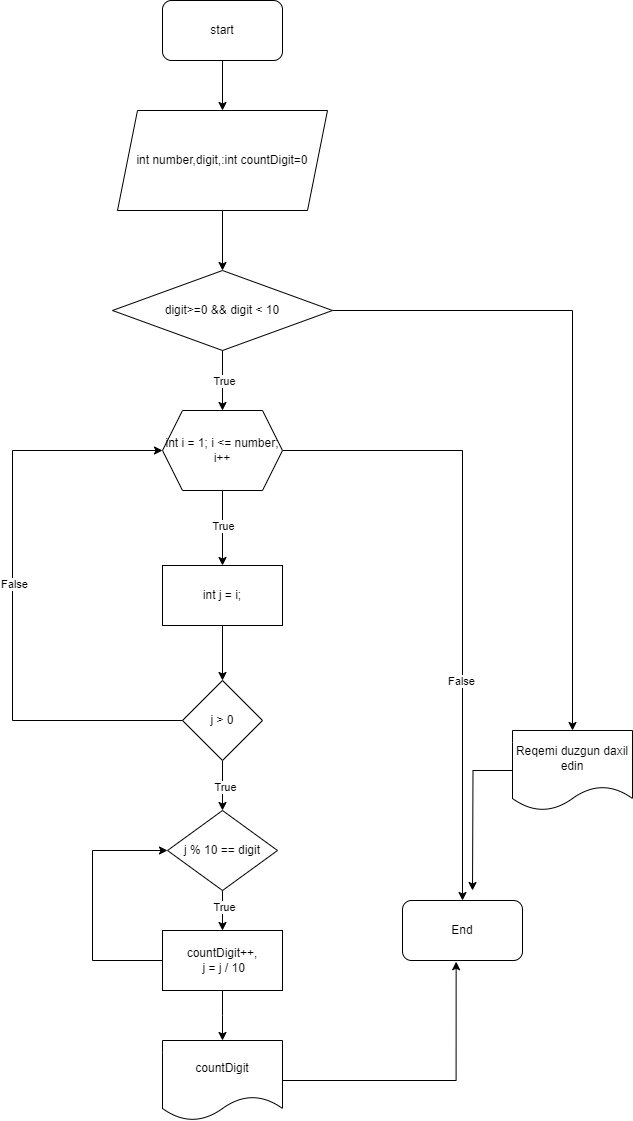 start
int number,digit,:int countDigit=0
digit>=0 && digit < 10
True
int i = 1; i <= number;
i++
True
False
int j = i;
False
j > 0
Reqemi duzgun daxil
edin
True
j % 10 == digit
True
End
countDigit++,
j = j / 10
countDigit